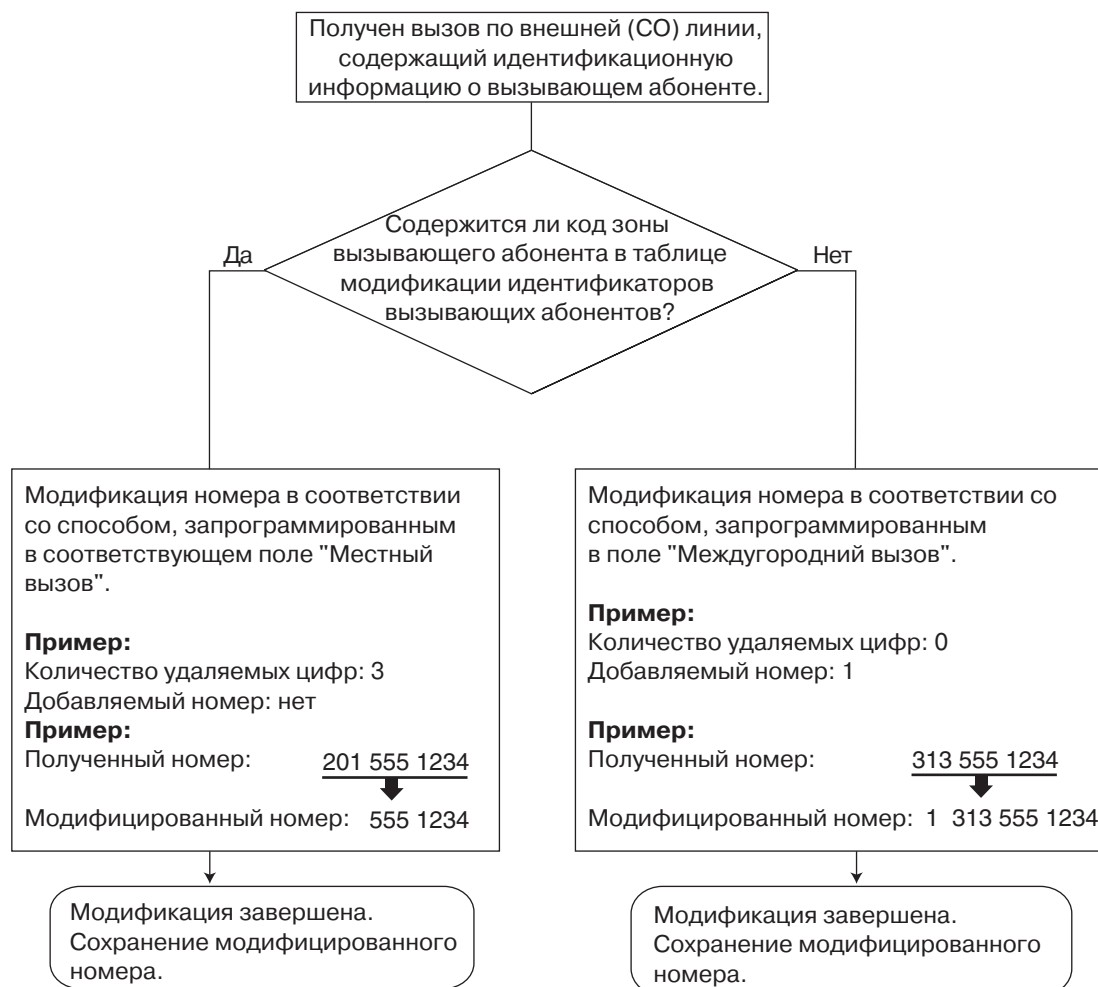 Получен вызов по внешней (CO) линии,
содержащий идентификационную
информацию о вызывающем абоненте.
Содержится ли код зоны
вызывающего абонента в таблице
модификации идентификаторов
вызывающих абонентов?
Да
Нет
Модификация номера в соответствии
со способом, запрограммированным
в соответствующем поле "Местный
вызов".
Пример:
Количество удаляемых цифр: 3
Добавляемый номер: нет
Пример:
Полученный номер: 201 555 1234
Модифицированный номер: 555 1234
Модификация завершена.
Сохранение модифицированного
номера.
Модификация номера в соответствии со
способом, запрограммированным
в поле "Междугородний вызов".
Пример:
Количество удаляемых цифр: 0
Добавляемый номер: 1
Пример:
Полученный номер: 313 555 1234
Модифицированный номер: 1 313 555 1234
Модификация завершена.
Сохранение модифицированного
номера.